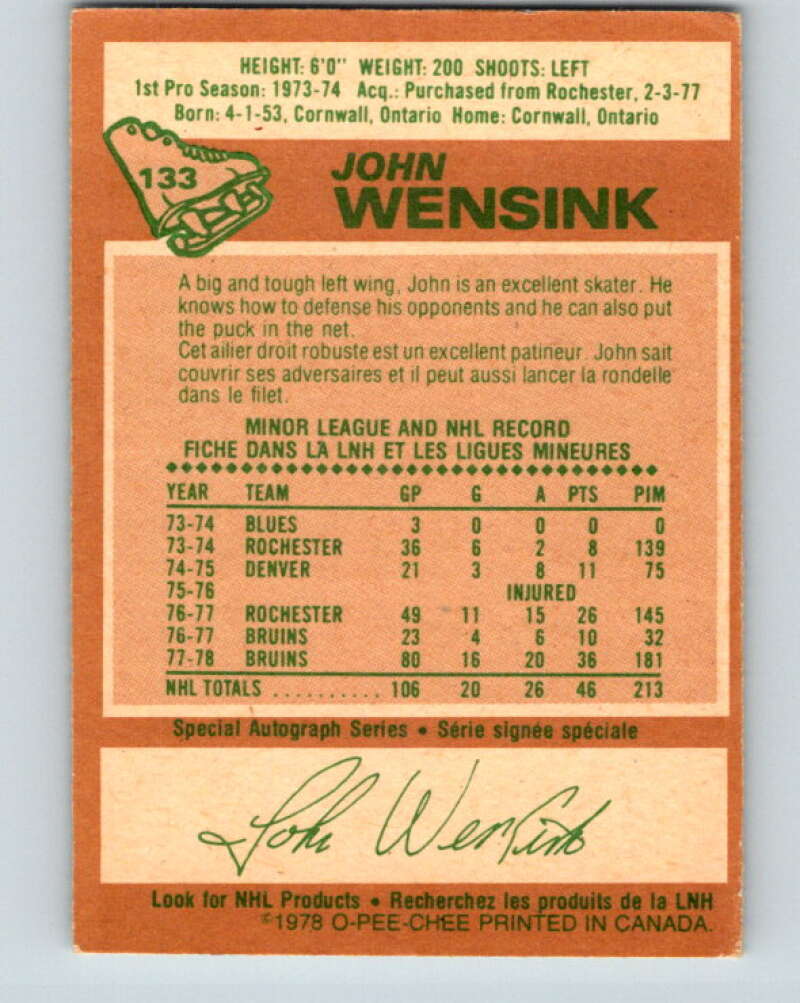 HEIGHT: 6'0" WEIGHT: 200 SHOOTS: LEFT
1st Pro Season: 1973-74 Acq.: Purchased from Rochester, 2-3-77
Born: 4-1-53, Cornwall, Ontario Home: Cornwall, Ontario
133
JOHN
WENSINK
A big and tough left wing, John is an excellent skater. He
knows how to defense his opponents and he can also put
the puck in the net.
Cet ailier droit robuste est un excellent patineur. John sait
couvrir ses adversaires et il peut aussi lancer la rondelle
dans le filet.
MINOR LEAGUE AND NHL RECORD
FICHE DANS LA LNH ET LES LIGUES MINEURES
YEAR TEAM GP G A PTS PIM
73-74 BLUES 3 0 0 0 0
73-74 ROCHESTER 36 6 2 8 139
74-75 DENVER 21 3 8 11 75
75-76 INJURED
76-77 ROCHESTER 49 11 15 26 145
76-77 BRUINS 23 4 6 10 32
77-78 BRUINS 80 16 20 36 181
NHL TOTALS .......... 106 20 26 46 213
Special Autograph Series • Série signée spéciale
John Wensink
Look for NHL Products • Recherchez les produits de la LNH
©1978 O-PEE-CHEE PRINTED IN CANADA.